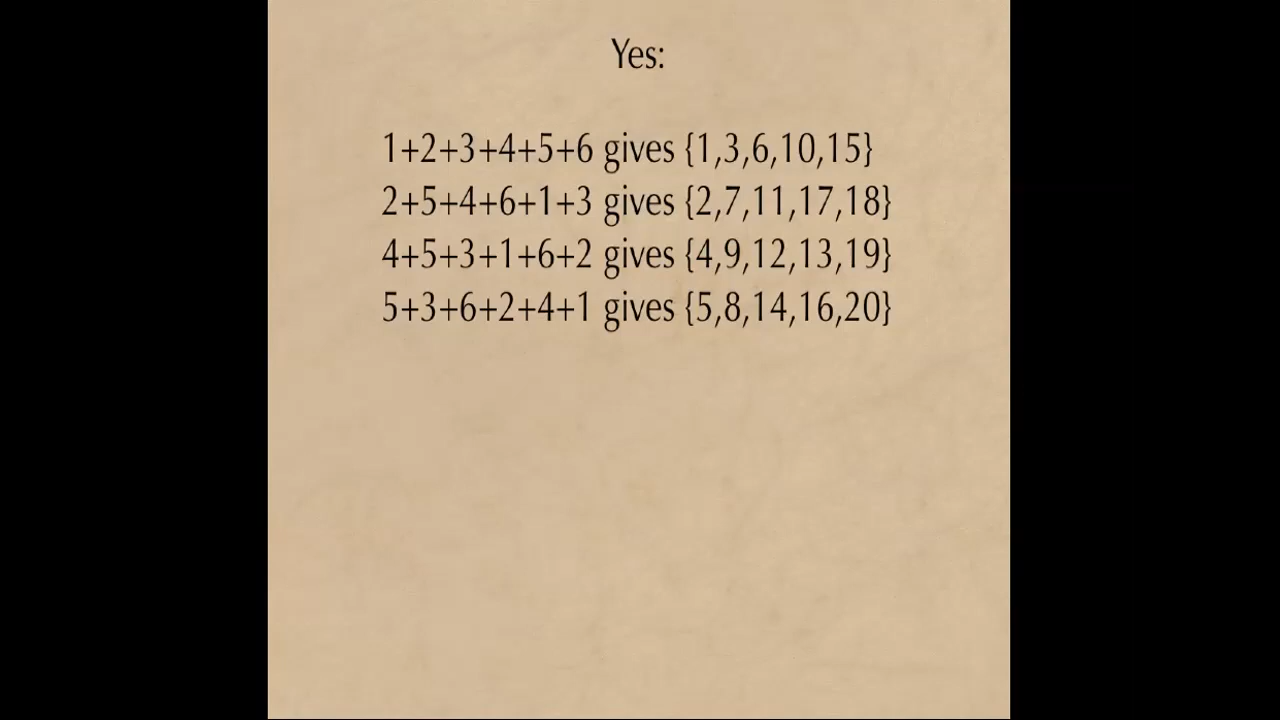 Yes:
1+2+3+4+5+6 gives {1,3,6,10,15}
2+5+4+6+1+3 gives {2,7,11,17,18}
4+5+3+1+6+2 gives {4,9,12,13,19}
5+3+6+2+4+1 gives {5,8,14,16,20}